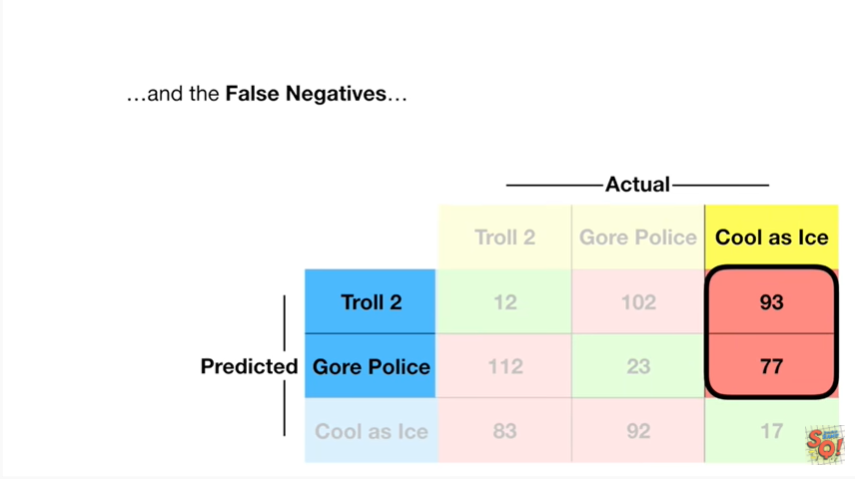 …and the False Negatives…
Actual
Troll 2 Gore Police Cool as Ice
Troll 2 12 102 93
Predicted Gore Police 112 23 77
Cool as Ice 83 92 17
SQ!